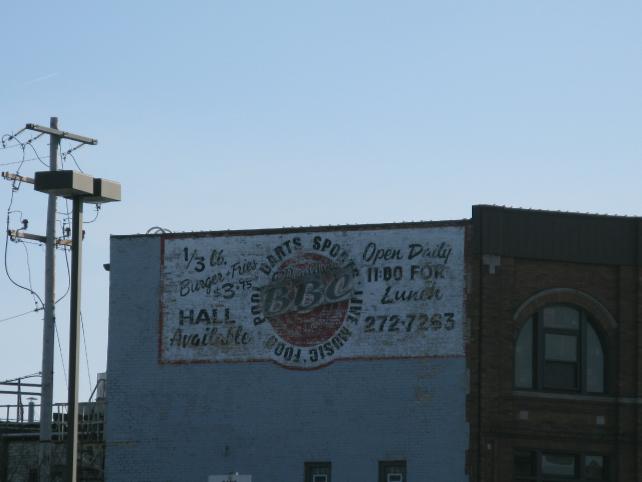 1/3 lb.
Burger & Fries
$3.95
HALL
Available
POOL DARTS SPORTS LIVE MUSIC FOOD
BBC
Open Daily
11:00 FOR
Lunch
272-7263